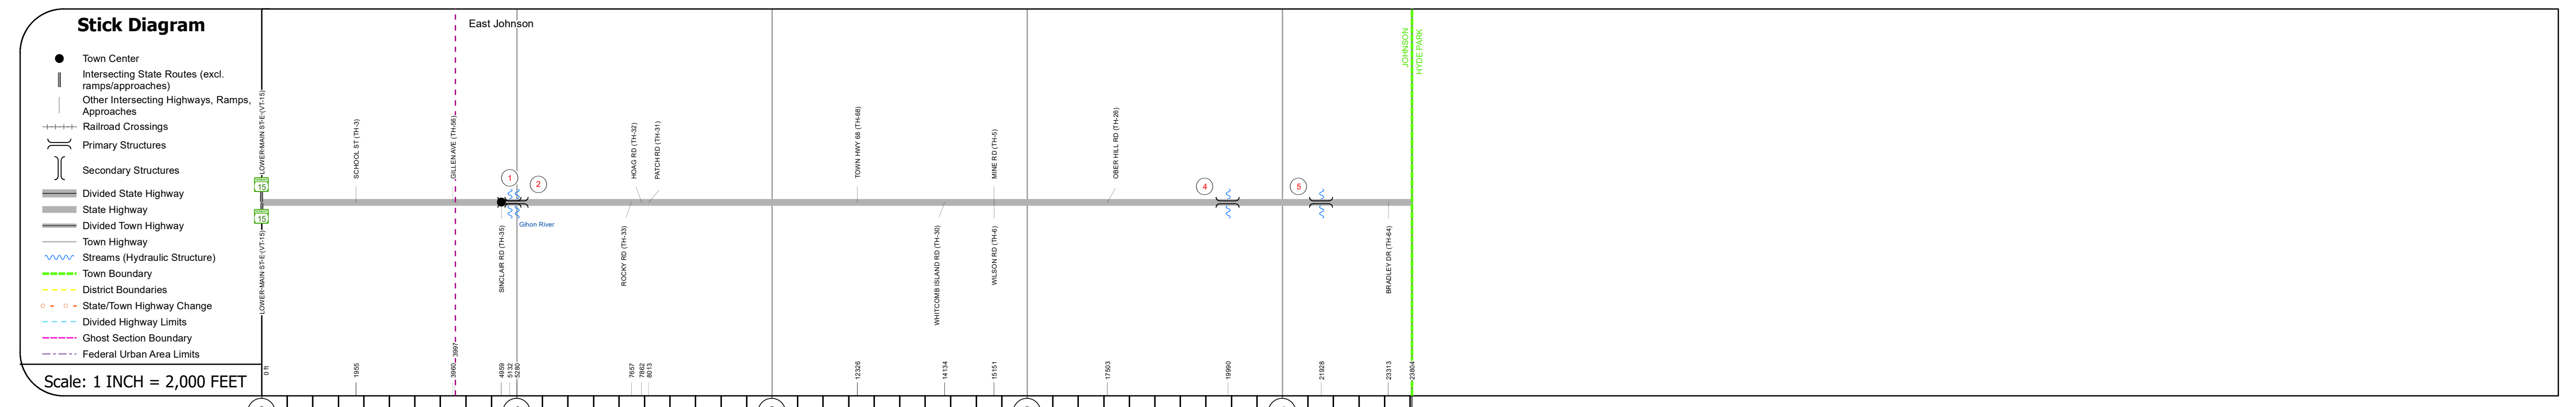 Stick Diagram
Town Center
Intersecting State Routes (excl.
ramps/approaches)
Other Intersecting Highways, Ramps,
Approaches
Railroad Crossings
Primary Structures
Secondary Structures
Divided State Highway
State Highway
Divided Town Highway
Town Highway
Streams (Hydraulic Structure)
Town Boundary
District Boundaries
State/Town Highway Change
Divided Highway Limits
Ghost Section Boundary
Federal Urban Area Limits
Scale: 1 INCH = 2,000 FEET
East Johnson
JOHNSON
HYDE PARK
LOWER-MAIN ST-E-(VT-15)
SCHOOL ST (TH-3)
GILLEN AVE (TH-56)
HOAG RD (TH-32)
PATCH RD (TH-31)
TOWN HWY 68 (TH-68)
MINE RD (TH-5)
OBER HILL RD (TH-26)
15
1
2
4
5
15
Gihon River
LOWER-MAIN ST-E-(VT-15)
SINCLAIR RD (TH-35)
ROCKY RD (TH-33)
WHITCOMB ISLAND RD (TH-30)
WILSON RD (TH-6)
BRADLEY DR (TH-64)
0 ft
1955
3960
3997
4959
5132
5280
7657
7862
8013
12326
14134
15151
17503
19990
21928
23313
23804